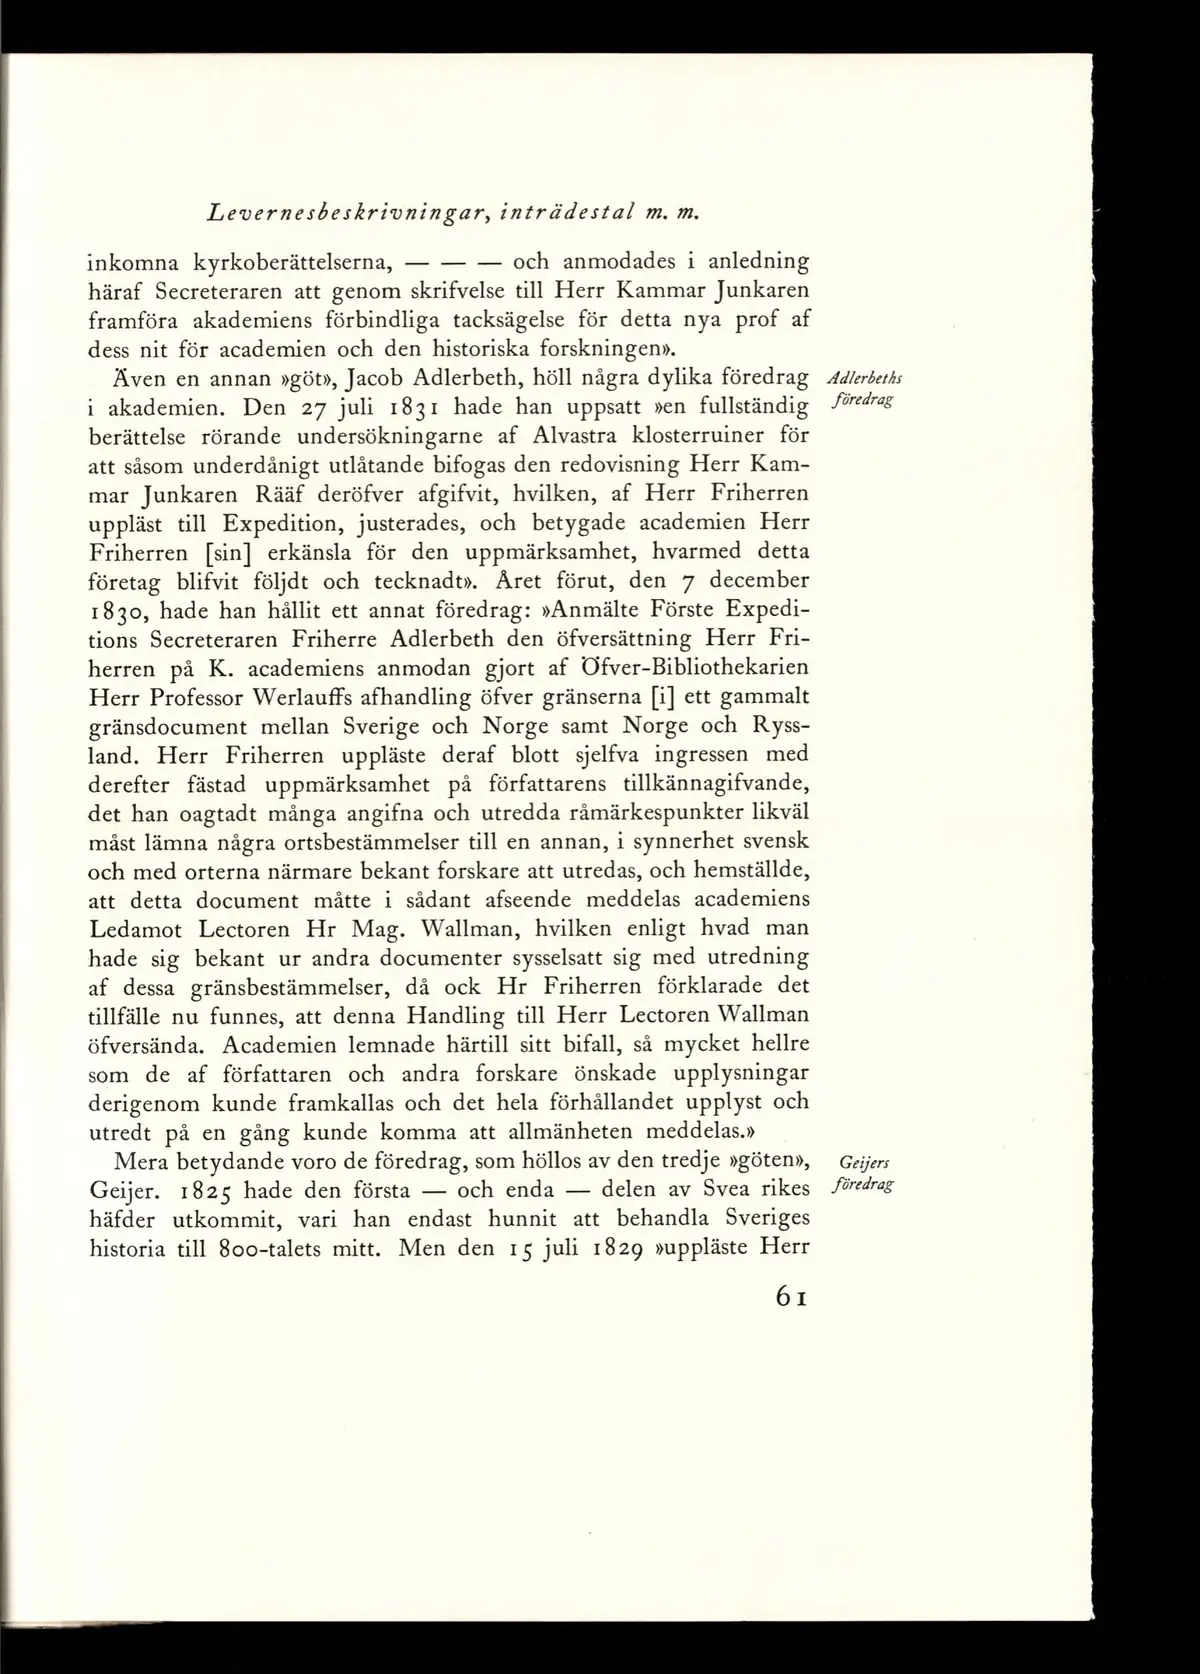 Levernesbeskrivningar, inträdestal m. m.
inkomna kyrkoberättelserna, — — — och anmodades i anledning
häraf Secreteraren att genom skrifvelse till Herr Kammar Junkaren
framföra akademiens förbindliga tacksägelse för detta nya prof af
dess nit för academien och den historiska forskningen».
Även en annan »göt», Jacob Adlerbeth, höll några dylika föredrag
Adlerbeths
i akademien. Den 27 juli 1831 hade han uppsatt »en fullständig
föredrag
berättelse rörande undersökningarne af Alvastra klosterruiner för
att såsom underdånigt utlåtande bifogas den redovisning Herr Kam-
mar Junkaren Rääf deröfver afgifvit, hvilken, af Herr Friherren
uppläst till Expedition, justerades, och betygade academien Herr
Friherren [sin] erkänsla för den uppmärksamhet, hvarmed detta
företag blifvit följdt och tecknadt». Året förut, den 7 december
1830, hade han hållit ett annat föredrag: »Anmälte Förste Expedi-
tions Secreteraren Friherre Adlerbeth den öfversättning Herr Fri-
herren på K. academiens anmodan gjort af Öfver-Bibliothekarien
Herr Professor Werlauffs afhandling öfver gränserna [i] ett gammalt
gränsdocument mellan Sverige och Norge samt Norge och Ryss-
land. Herr Friherren uppläste deraf blott sjelfva ingressen med
derefter fästad uppmärksamhet på författarens tillkännagifvande,
det han oagtadt många angifna och utredda råmärkespunkter likväl
måst lämna några ortsbestämmelser till en annan, i synnerhet svensk
och med orterna närmare bekant forskare att utredas, och hemställde,
att detta document måtte i sådant afseende meddelas academiens
Ledamot Lectoren Hr Mag. Wallman, hvilken enligt hvad man
hade sig bekant ur andra documenter sysselsatt sig med utredning
af dessa gränsbestämmelser, då ock Hr Friherren förklarade det
tillfälle nu funnes, att denna Handling till Herr Lectoren Wallman
öfversända. Academien lemnade härtill sitt bifall, så mycket hellre
som de af författaren och andra forskare önskade upplysningar
derigenom kunde framkallas och det hela förhållandet upplyst och
utredt på en gång kunde komma att allmänheten meddelas.»
Mera betydande voro de föredrag, som höllos av den tredje »göten»,
Geijers
Geijer. 1825 hade den första — och enda — delen av Svea rikes
föredrag
häfder utkommit, vari han endast hunnit att behandla Sveriges
historia till 800-talets mitt. Men den 15 juli 1829 »uppläste Herr
61